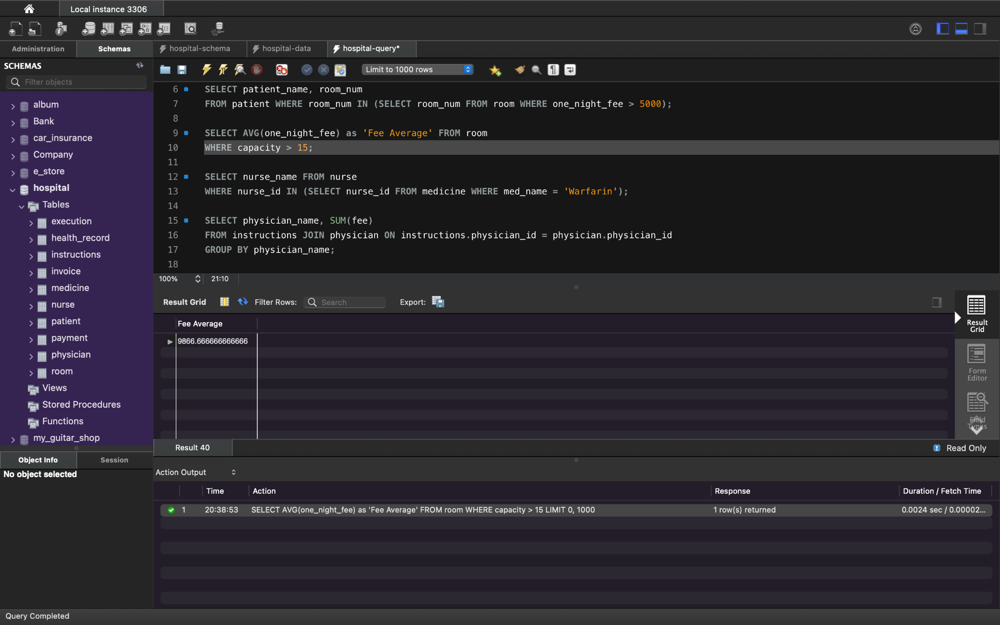 Local instance 3306
Administration
Schemas
hospital-schema
hospital-data
hospital-query*
SCHEMAS
Filter objects
Limit to 1000 rows
album
Bank
car_insurance
Company
e_store
hospital
Tables
execution
health_record
instructions
invoice
medicine
nurse
patient
payment
physician
room
Views
Stored Procedures
Functions
my_guitar_shop
Object Info
Session
No object selected
6 SELECT patient_name, room_num
7 FROM patient WHERE room_num IN (SELECT room_num FROM room WHERE one_night_fee > 5000);
8
9 SELECT AVG(one_night_fee) as 'Fee Average' FROM room
10 WHERE capacity > 15;
11
12 SELECT nurse_name FROM nurse
13 WHERE nurse_id IN (SELECT nurse_id FROM medicine WHERE med_name = 'Warfarin');
14
15 SELECT physician_name, SUM(fee)
16 FROM instructions JOIN physician ON instructions.physician_id = physician.physician_id
17 GROUP BY physician_name;
18
100% 21:10
Result Grid Filter Rows: Search Export:
Fee Average
9866.666666666666
Result
Grid
Form
Editor
Field
Types
Result 40
Read Only
Action Output
Time Action Response Duration / Fetch Time
1 20:38:53 SELECT AVG(one_night_fee) as 'Fee Average' FROM room WHERE capacity > 15 LIMIT 0, 1000 1 row(s) returned 0.0024 sec / 0.00002...
Query Completed